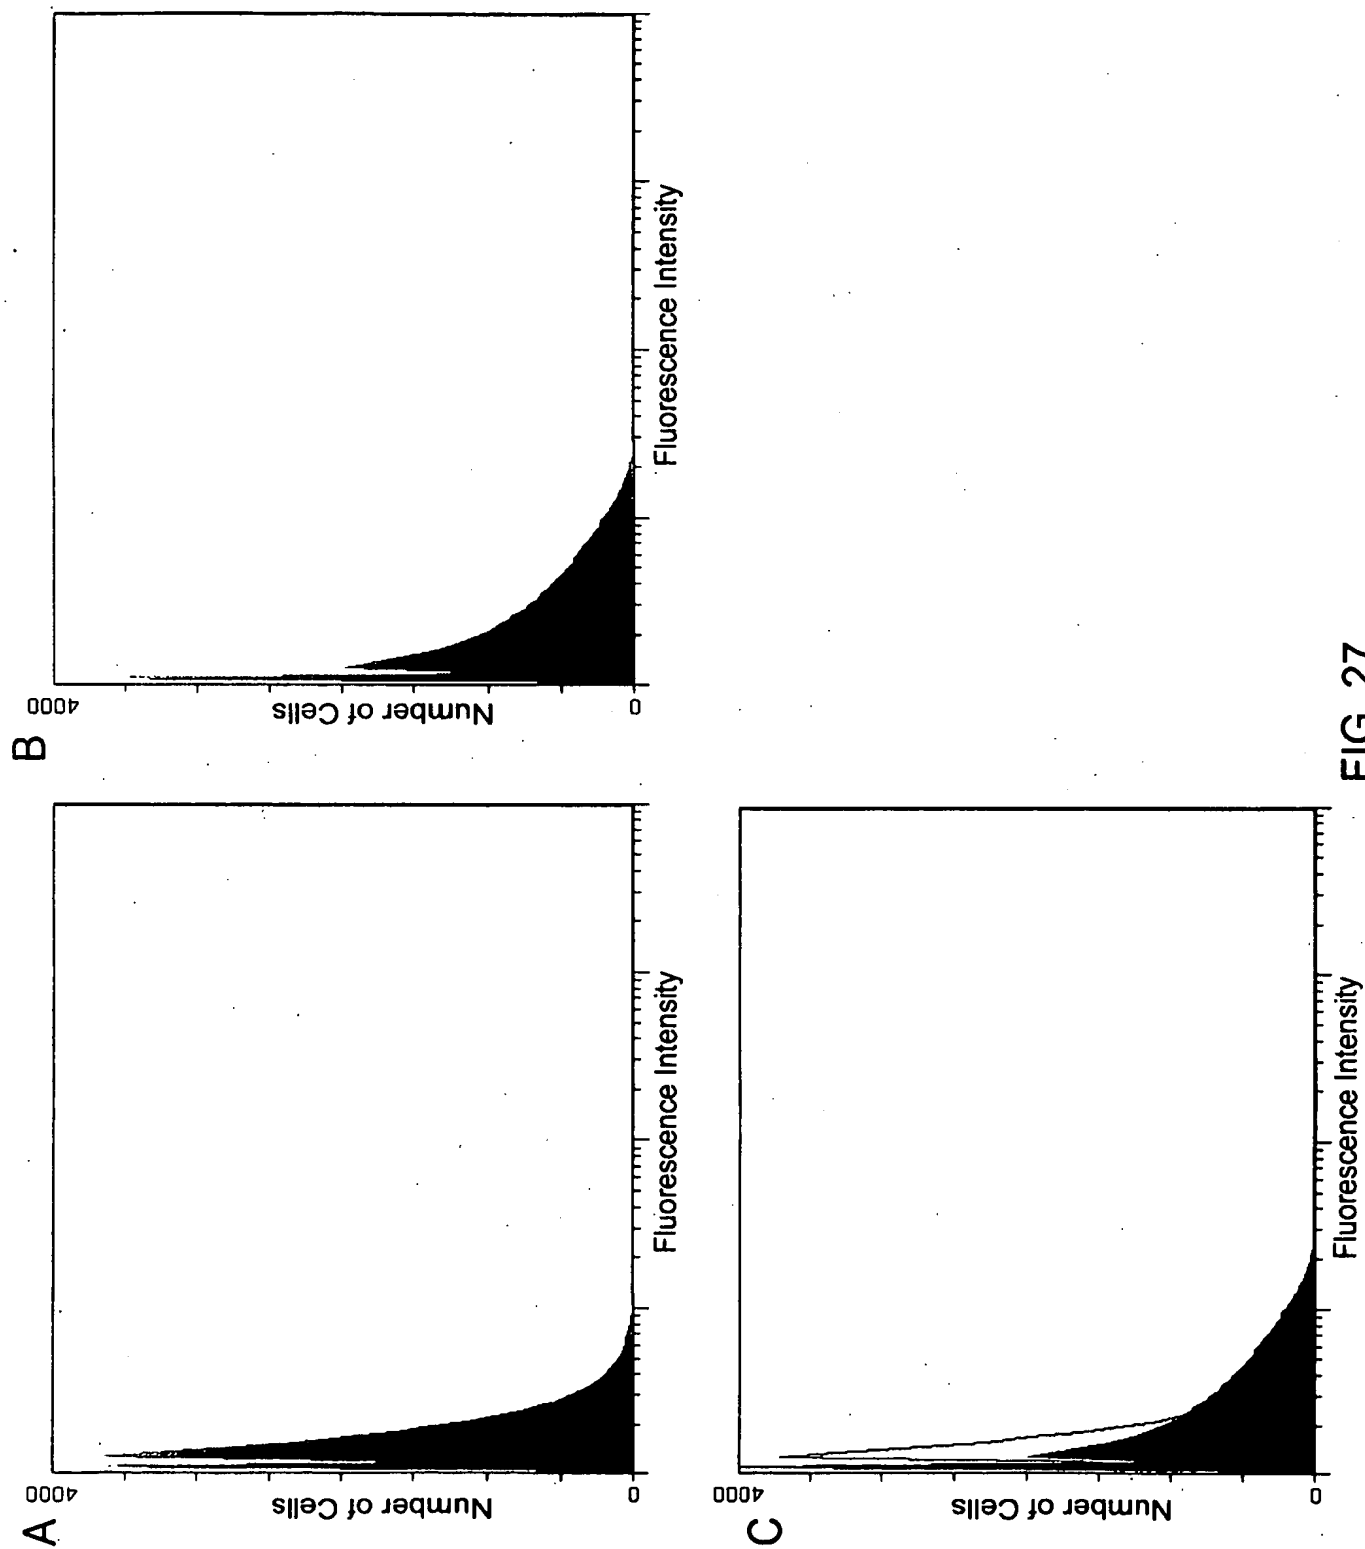 A
4000
Number of Cells
0
Fluorescence Intensity
B
4000
Number of Cells
0
Fluorescence Intensity
C
4000
Number of Cells
0
Fluorescence Intensity
FIG. 27